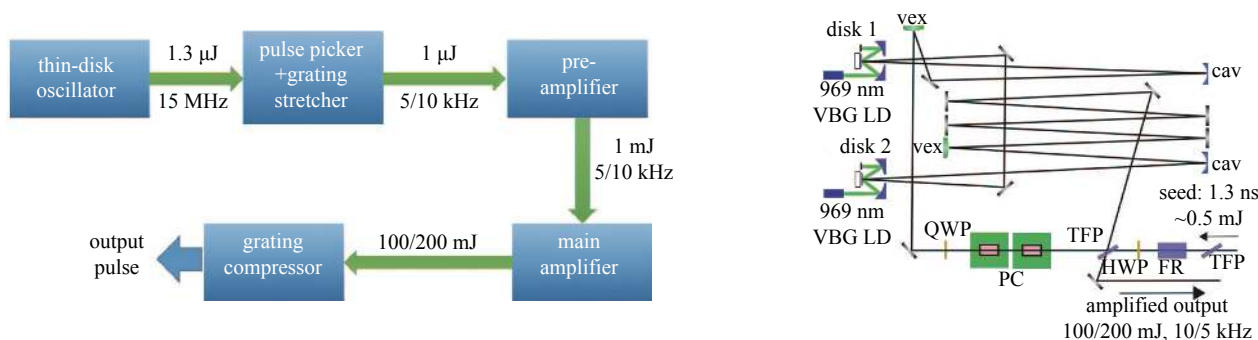 thin-disk
oscillator
1.3 μJ
15 MHz
pulse picker
+grating
stretcher
1 μJ
5/10 kHz
pre-
amplifier
1 mJ
5/10 kHz
main
amplifier
100/200 mJ
grating
compressor
output
pulse
vex
disk 1
969 nm
VBG LD
cav
vex
disk 2
cav
969 nm
VBG LD
seed: 1.3 ns
~0.5 mJ
QWP
TFP
PC
HWP
FR
TFP
amplified output
100/200 mJ, 10/5 kHz